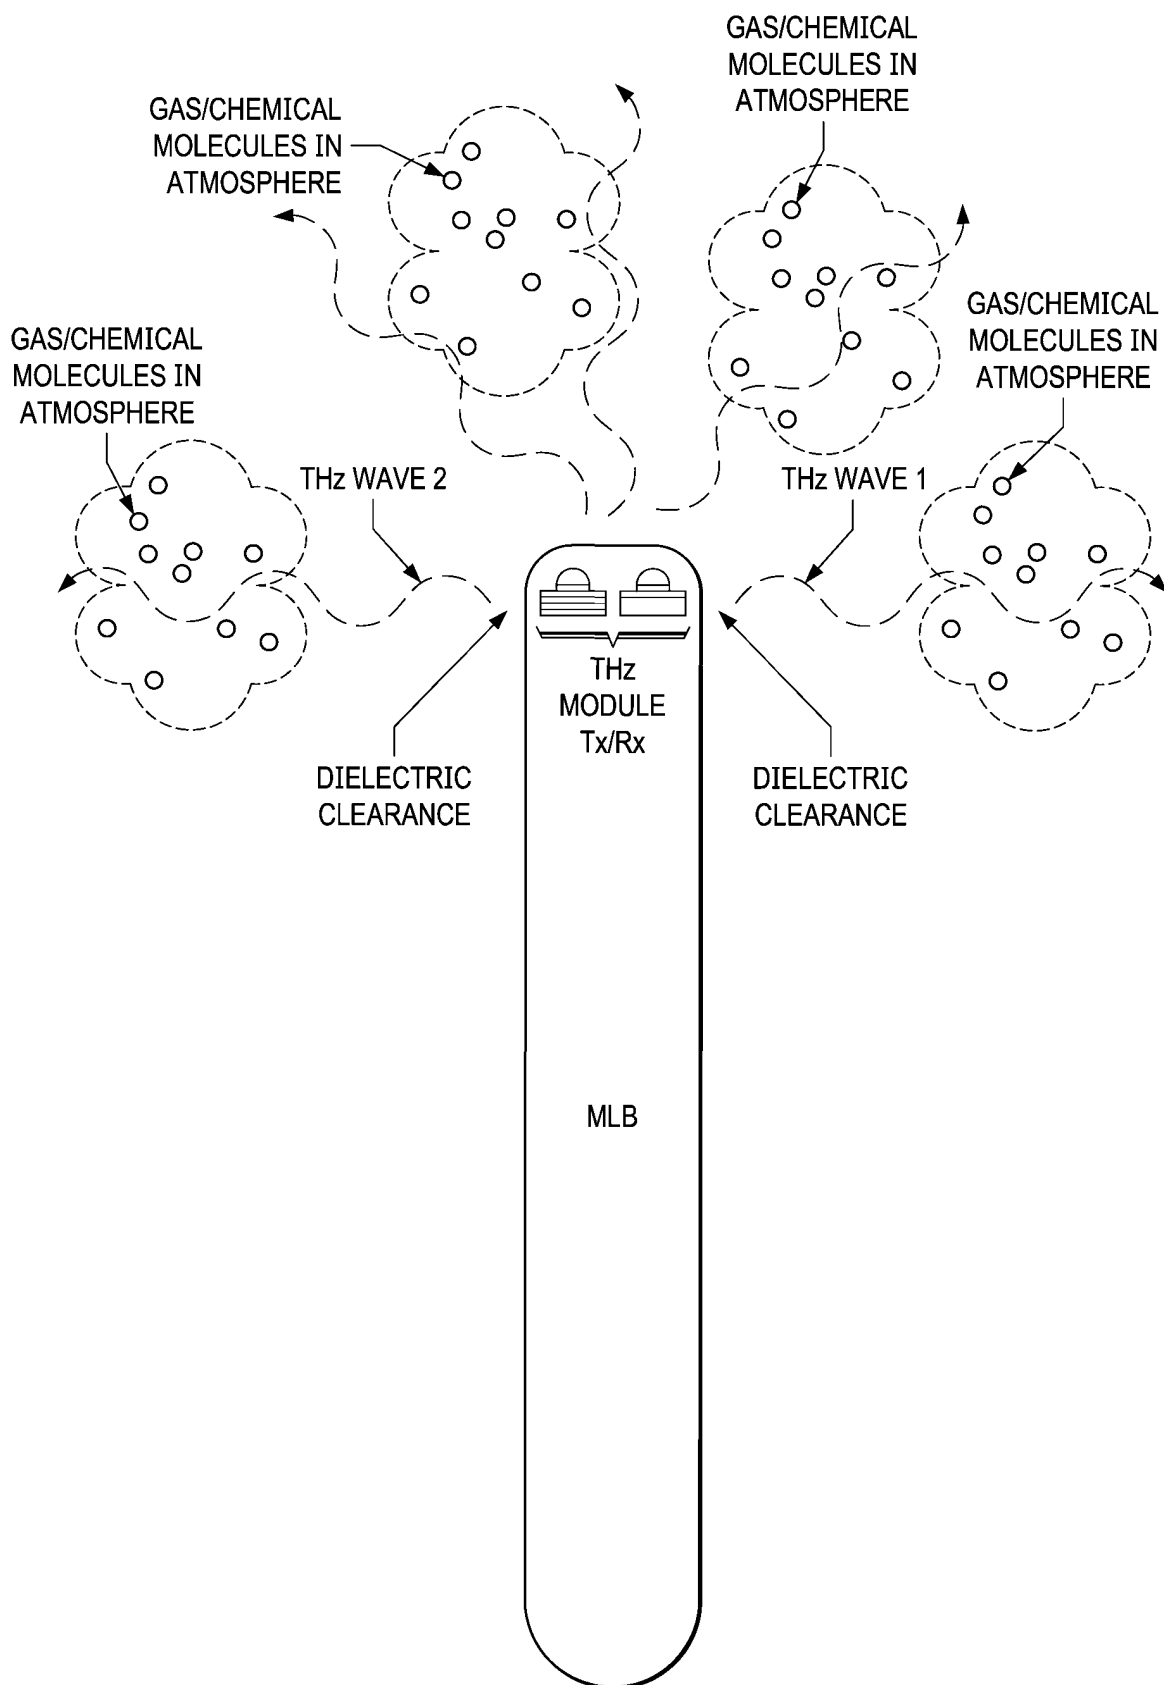 GAS/CHEMICAL
MOLECULES IN
ATMOSPHERE
GAS/CHEMICAL
MOLECULES IN
ATMOSPHERE
GAS/CHEMICAL
MOLECULES IN
ATMOSPHERE
GAS/CHEMICAL
MOLECULES IN
ATMOSPHERE
THz WAVE 2
THz WAVE 1
THz
MODULE
Tx/Rx
DIELECTRIC
CLEARANCE
DIELECTRIC
CLEARANCE
MLB